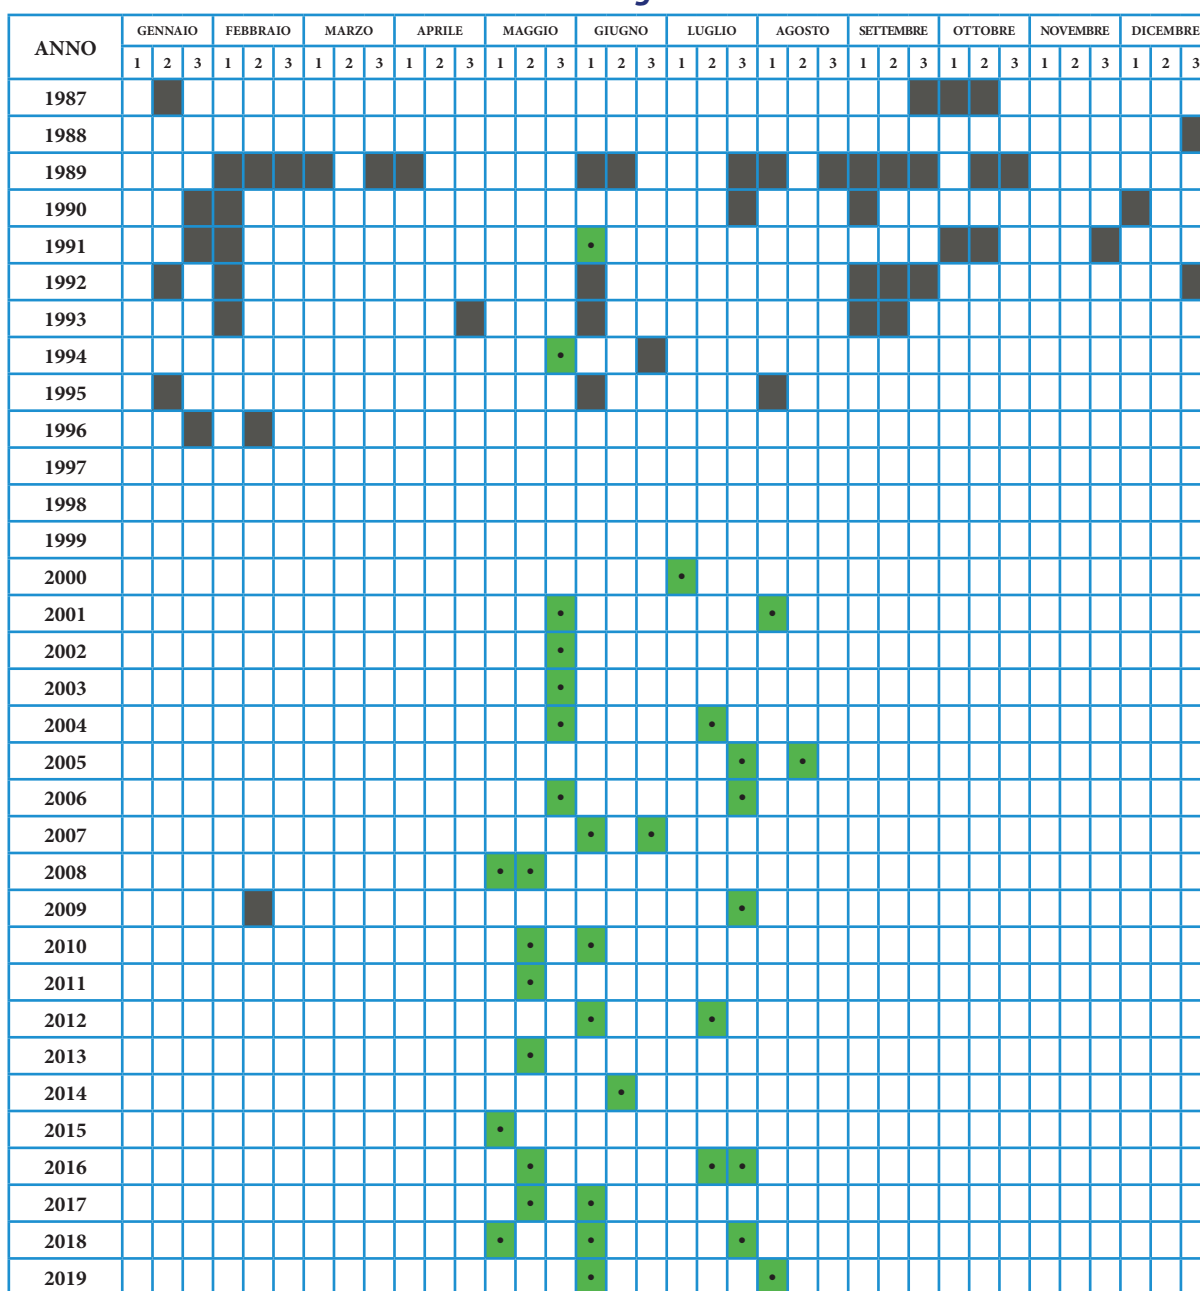 ANNO GENNAIO FEBBRAIO MARZO APRILE MAGGIO GIUGNO LUGLIO AGOSTO SETTEMBRE OTTOBRE NOVEMBRE DICEMBRE
1 2 3 1 2 3 1 2 3 1 2 3 1 2 3 1 2 3 1 2 3 1 2 3 1 2 3 1 2 3 1 2 3 1 2 3
1987
1988
1989
1990
1991 •
1992
1993
1994 •
1995
1996
1997
1998
1999
2000 •
2001 • •
2002 •
2003 •
2004 • •
2005 • •
2006 • •
2007 • •
2008 • •
2009 •
2010 • •
2011 •
2012 • •
2013 •
2014 •
2015 •
2016 • • •
2017 • •
2018 • • •
2019 • •